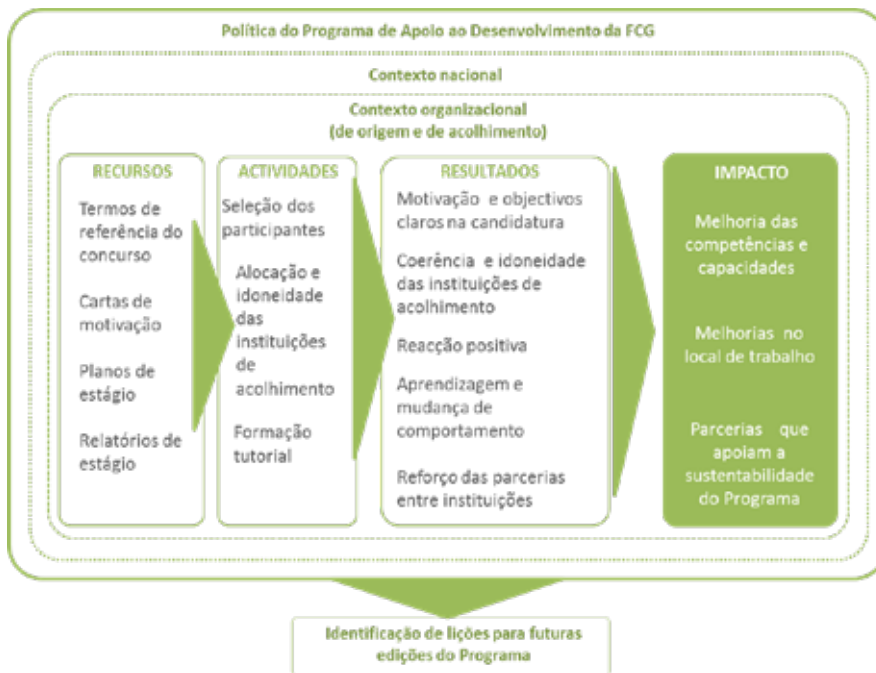 Política do Programa de Apoio ao Desenvolvimento da FCG
Contexto nacional
Contexto organizacional
(de origem e de acolhimento)
RECURSOS
Termos de
referência do
concurso
Cartas de
motivação
Planos de
estágio
Relatórios de
estágio
ACTIVIDADES
Seleção dos
participantes
Alocação e
idoneidade
das
instituições
de
acolhimento
Formação
tutorial
RESULTADOS
Motivação e objectivos
claros na candidatura
Coerência e idoneidade
das instituições de
acolhimento
Reacção positiva
Aprendizagem e
mudança de
comportamento
Reforço das parcerias
entre instituições
IMPACTO
Melhoria das
competências e
capacidades
Melhorias no
local de trabalho
Parcerias que
apoiam a
sustentabilidade
do Programa
Identificação de lições para futuras
edições do Programa